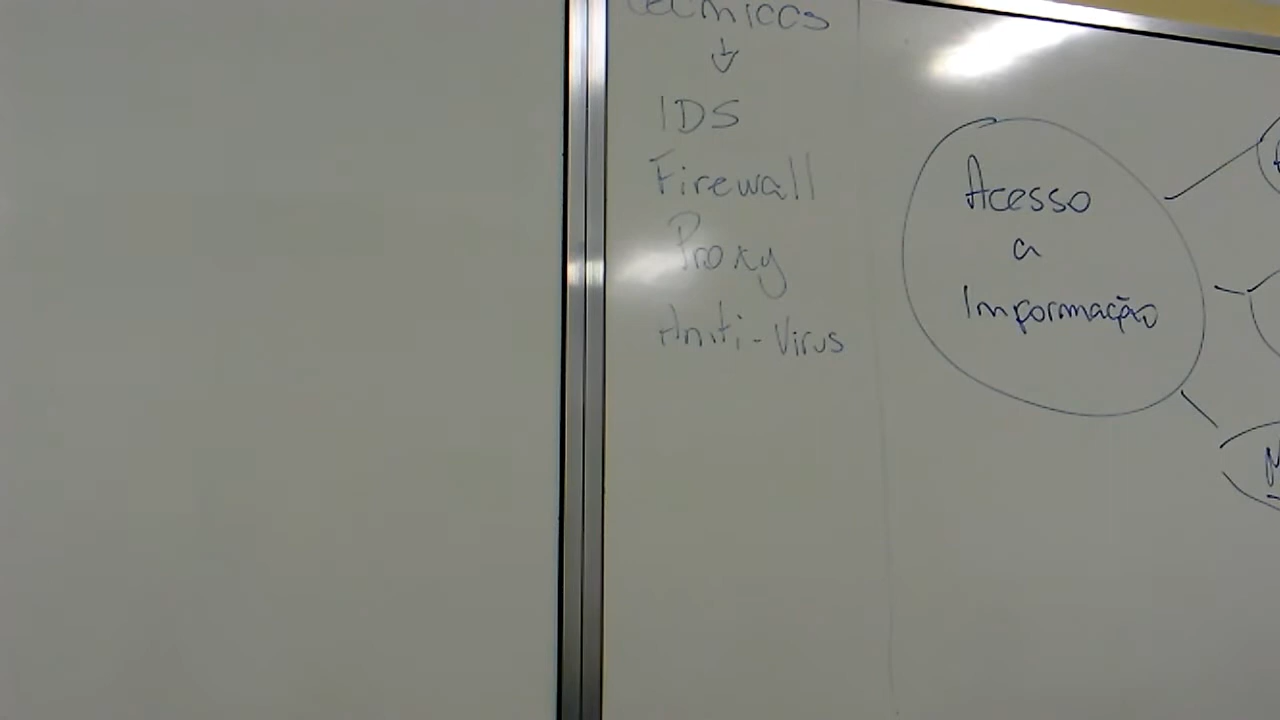 IDS
Firewall
Proxy
Anti-Virus
Acesso
a
Informação